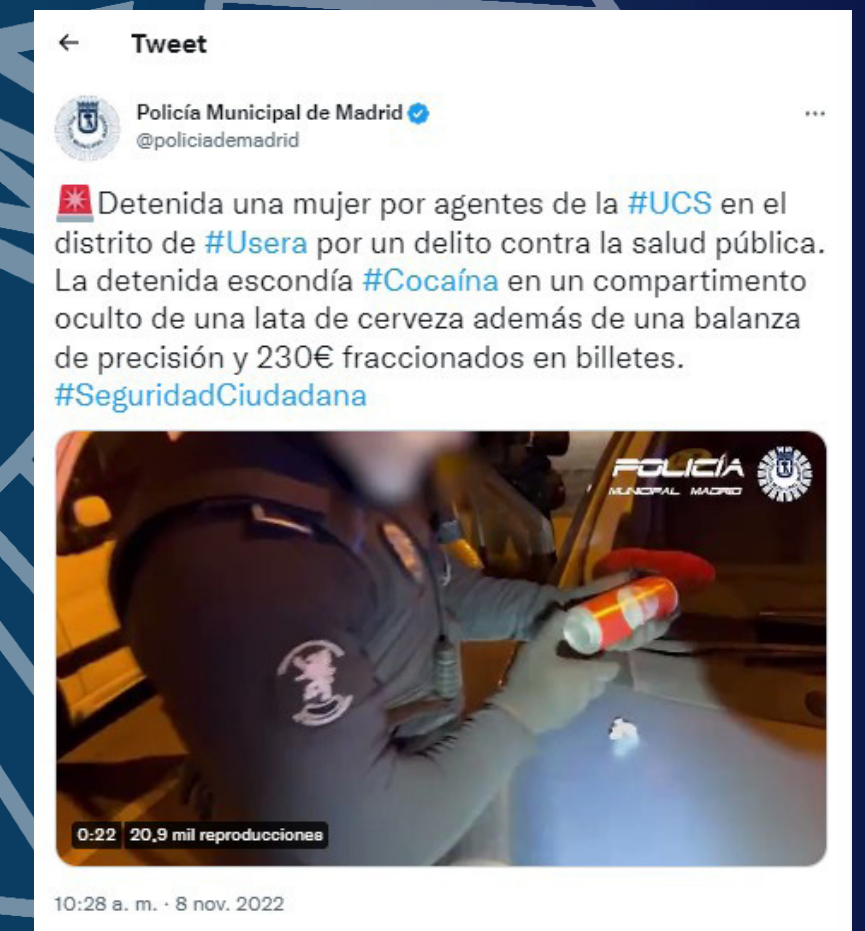 ← Tweet
Policía Municipal de Madrid
@policiademadrid
🚨Detenida una mujer por agentes de la #UCS en el
distrito de #Usera por un delito contra la salud pública.
La detenida escondía #Cocaína en un compartimento
oculto de una lata de cerveza además de una balanza
de precisión y 230€ fraccionados en billetes.
#SeguridadCiudadana
POLICÍA
MUNICIPAL MADRID
0:22 20,9 mil reproducciones
10:28 a. m. · 8 nov. 2022